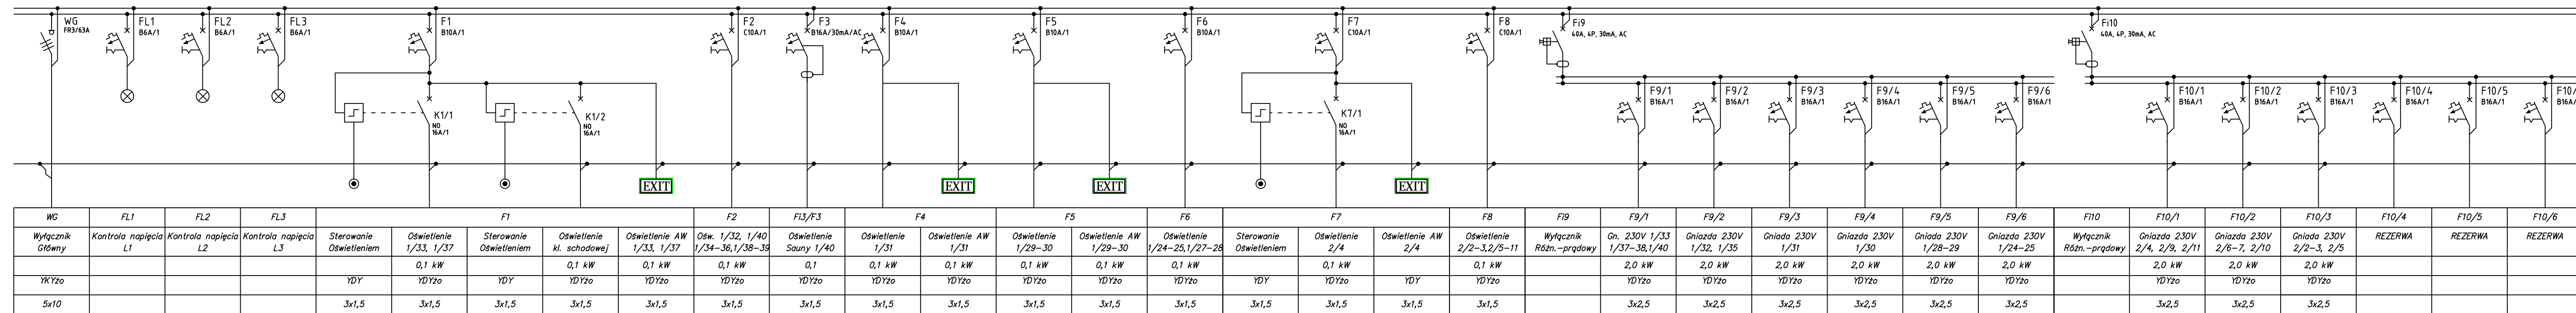 WG
FR3/63A
FL1
B6A/1
FL2
B6A/1
FL3
B6A/1
F1
B10A/1
F2
C10A/1
F3
B16A/30mA/AC
F4
B10A/1
F5
B10A/1
F6
B10A/1
F7
C10A/1
F8
C10A/1
Fi9
40A, 4P, 30mA, AC
Fi10
40A, 4P, 30mA, AC
K1/1
NO
16A/1
K1/2
NO
16A/1
K7/1
NO
16A/1
F9/1
B16A/1
F9/2
B16A/1
F9/3
B16A/1
F9/4
B16A/1
F9/5
B16A/1
F9/6
B16A/1
F10/1
B16A/1
F10/2
B16A/1
F10/3
B16A/1
F10/4
B16A/1
F10/5
B16A/1
F10/
B16A/
EXIT EXIT EXIT EXIT
WG FL1 FL2 FL3 F1 F2 Fi3/F3 F4 F5 F6 F7 F8 Fi9 F9/1 F9/2 F9/3 F9/4 F9/5 F9/6 Fi10 F10/1 F10/2 F10/3 F10/4 F10/5 F10/6
Wyłącznik Kontrola napięcia Kontrola napięcia Kontrola napięcia Sterowanie Oświetlenie Sterowanie Oświetlenie Oświetlenie AW Ośw. 1/32, 1/40 Oświetlenie Oświetlenie Oświetlenie AW Oświetlenie Oświetlenie AW Oświetlenie Sterowanie Oświetlenie Oświetlenie AW Oświetlenie Wyłącznik Gn. 230V 1/33 Gniazda 230V Gniada 230V Gniazda 230V Gniazda 230V Gniazda 230V Wyłącznik Gniazda 230V Gniazda 230V Gniazda 230V REZERWA REZERWA REZERWA
Główny L1 L2 L3 Oświetleniem 1/33, 1/37 Oświetleniem kl. schodowej 1/33, 1/37 1/34-36,1/38-39 Sauny 1/40 1/31 1/31 1/29-30 1/29-30 1/24-25,1/27-28 Oświetleniem 2/4 2/4 2/2-3,2/5-11 Różn.-prądowy 1/37-38,1/40 1/32, 1/35 1/31 1/30 1/28-29 1/24-25 Różn.-prądowy 2/4, 2/9, 2/11 2/6-7, 2/10 2/2-3, 2/5
0,1 kW 0,1 kW 0,1 kW 0,1 kW 0,1 0,1 kW 0,1 kW 0,1 kW 0,1 kW 0,1 kW 0,1 kW 0,1 kW 2,0 kW 2,0 kW 2,0 kW 2,0 kW 2,0 kW 2,0 kW 2,0 kW 2,0 kW 2,0 kW
YKYżo YDY YDYżo YDY YDYżo YDYżo YDYżo YDYżo YDYżo YDYżo YDYżo YDYżo YDYżo YDY YDYżo YDY YDYżo YDYżo YDYżo YDYżo YDYżo YDYżo YDYżo YDYżo YDYżo YDYżo
5x10 3x1,5 3x1,5 3x1,5 3x1,5 3x1,5 3x1,5 3x1,5 3x1,5 3x1,5 3x1,5 3x1,5 3x1,5 3x1,5 3x1,5 3x1,5 3x1,5 3x2,5 3x2,5 3x2,5 3x2,5 3x2,5 3x2,5 3x2,5 3x2,5 3x2,5